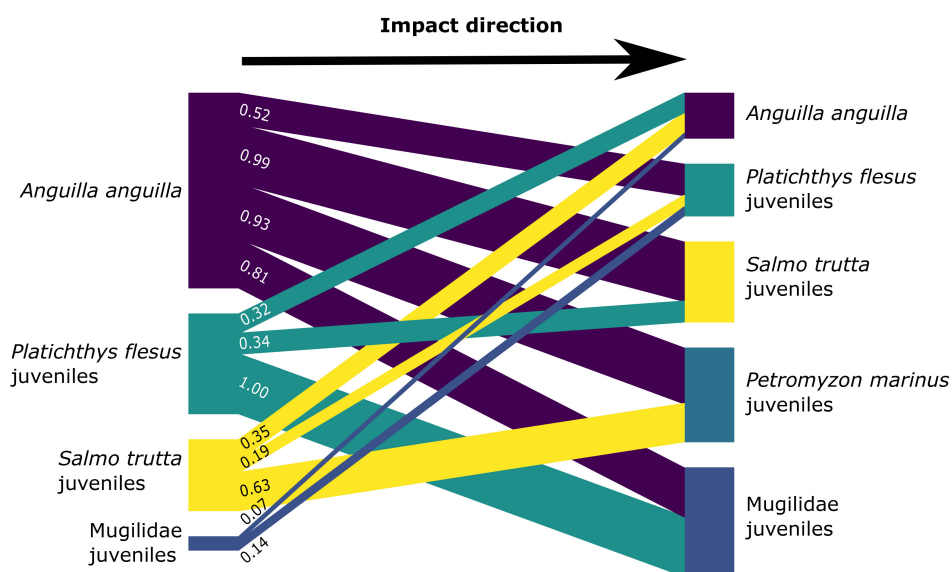 Impact direction
Anguilla anguilla
Platichthys flesus
juveniles
Salmo trutta
juveniles
Mugilidae
juveniles
0.52
0.99
0.93
0.81
0.32
0.34
1.00
0.35
0.19
0.63
0.07
0.14
Anguilla anguilla
Platichthys flesus
juveniles
Salmo trutta
juveniles
Petromyzon marinus
juveniles
Mugilidae
juveniles